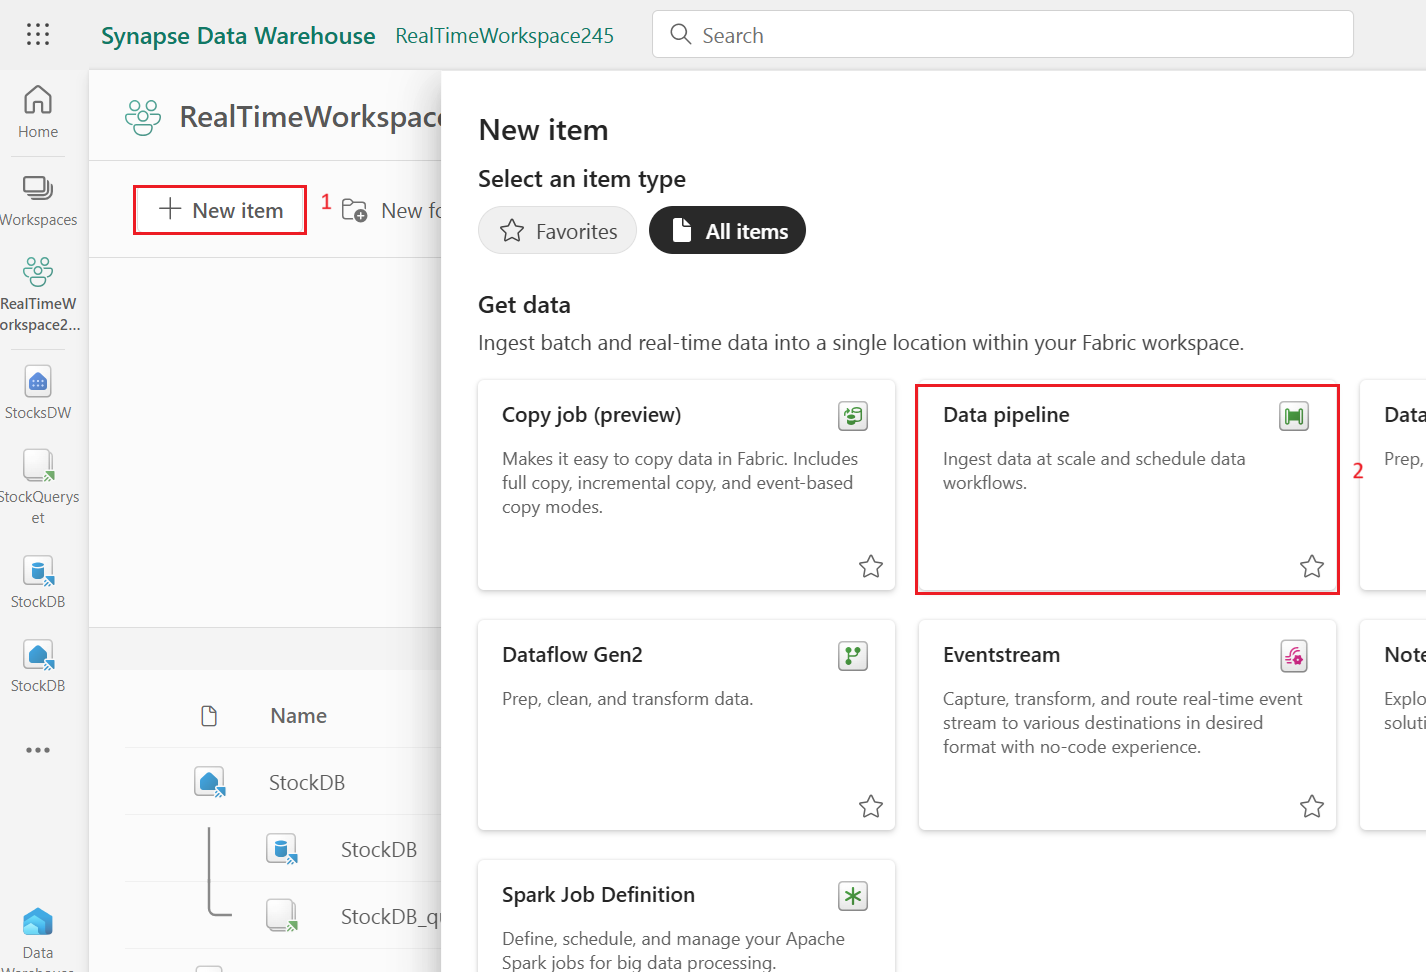 Synapse Data Warehouse RealTimeWorkspace245
Search
Home
Workspaces
RealTimeW
orkspace2...
StocksDW
StockQuerys
et
StockDB
StockDB
Data
RealTimeWorkspace
New item
1
New fo
Name
StockDB
StockDB
StockDB_qu
New item
Select an item type
Favorites
All items
Get data
Ingest batch and real-time data into a single location within your Fabric workspace.
Copy job (preview)
Makes it easy to copy data in Fabric. Includes
full copy, incremental copy, and event-based
copy modes.
Data pipeline
Ingest data at scale and schedule data
workflows.
2
Data
Prep,
Dataflow Gen2
Prep, clean, and transform data.
Eventstream
Capture, transform, and route real-time event
stream to various destinations in desired
format with no-code experience.
Note
Explo
soluti
Spark Job Definition
Define, schedule, and manage your Apache
Spark jobs for big data processing.